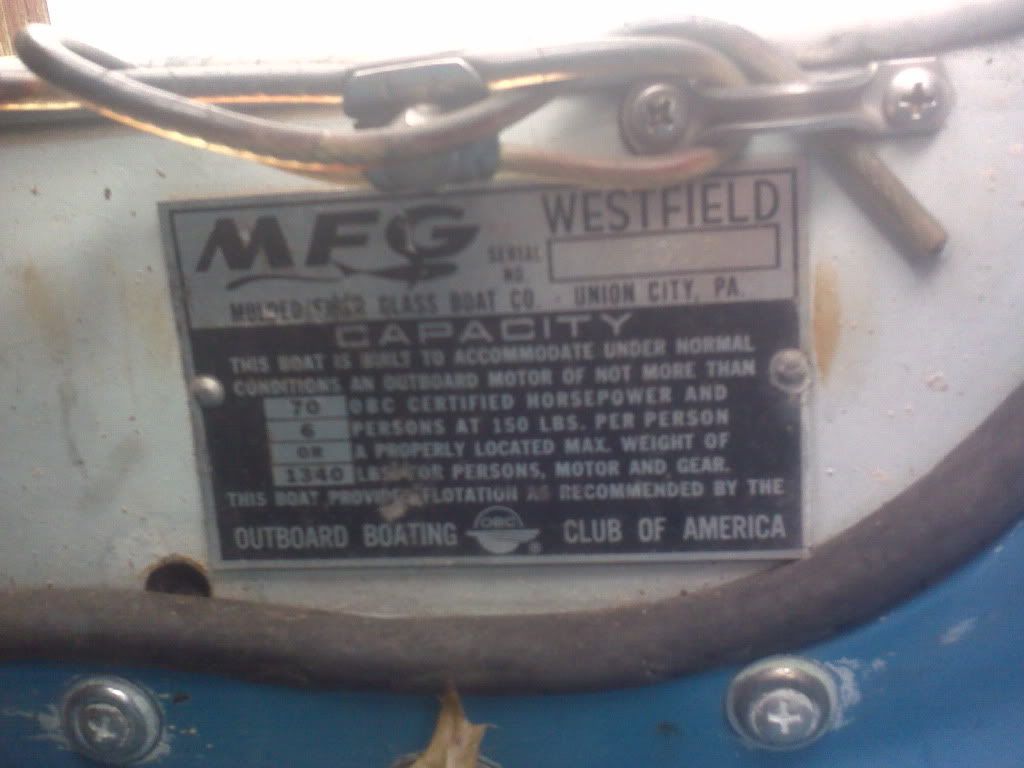 MFG WESTFIELD
SERIAL NO.
MOLDED FIBER GLASS BOAT CO. - UNION CITY, PA.
CAPACITY
THIS BOAT IS BUILT TO ACCOMMODATE UNDER NORMAL
CONDITIONS AN OUTBOARD MOTOR OF NOT MORE THAN
70 OBC CERTIFIED HORSEPOWER AND
6 PERSONS AT 150 LBS. PER PERSON
OR A PROPERLY LOCATED MAX. WEIGHT OF
1340 LBS. FOR PERSONS, MOTOR AND GEAR.
THIS BOAT PROVIDES FLOTATION AS RECOMMENDED BY THE
OUTBOARD BOATING OBC ® CLUB OF AMERICA